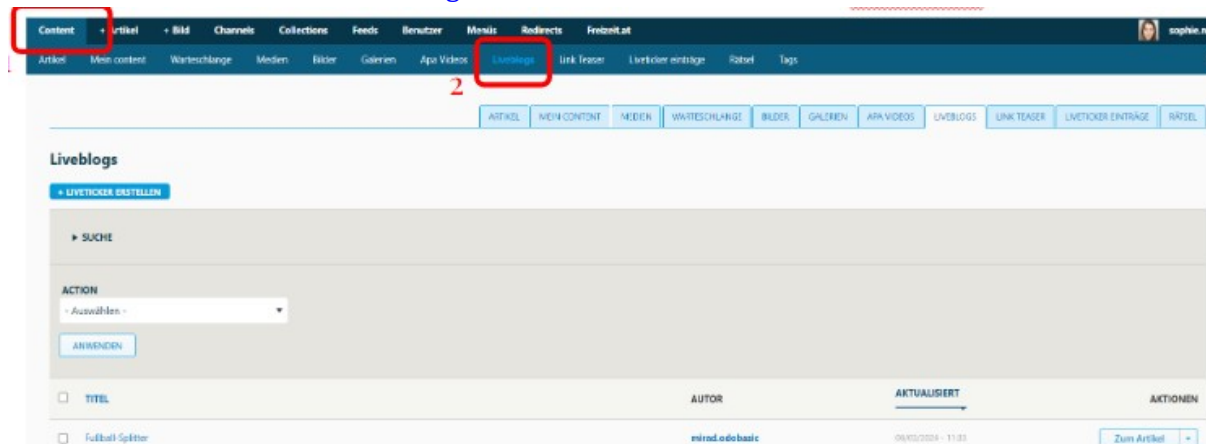 Content + Artikel + Bild Channels Collections Feeds Benutzer Menüs Redirects Freizeit.at sophie.n
1
Artikel Mein content Warteschlange Medien Bilder Galerien Apa Videos Liveblogs Link Teaser Liveticker einträge Rätsel Tags
2
ARTIKEL MEIN CONTENT MEDIEN WARTESCHLANGE BILDER GALERIEN APA VIDEOS LIVEBLOGS LINK TEASER LIVETICKER EINTRÄGE RÄTSEL
Liveblogs
+ LIVETICKER ERSTELLEN
SUCHE
ACTION
- Auswählen -
ANWENDEN
TITEL AUTOR AKTUALISIERT AKTIONEN
Fußball-Splitter Zum Artikel